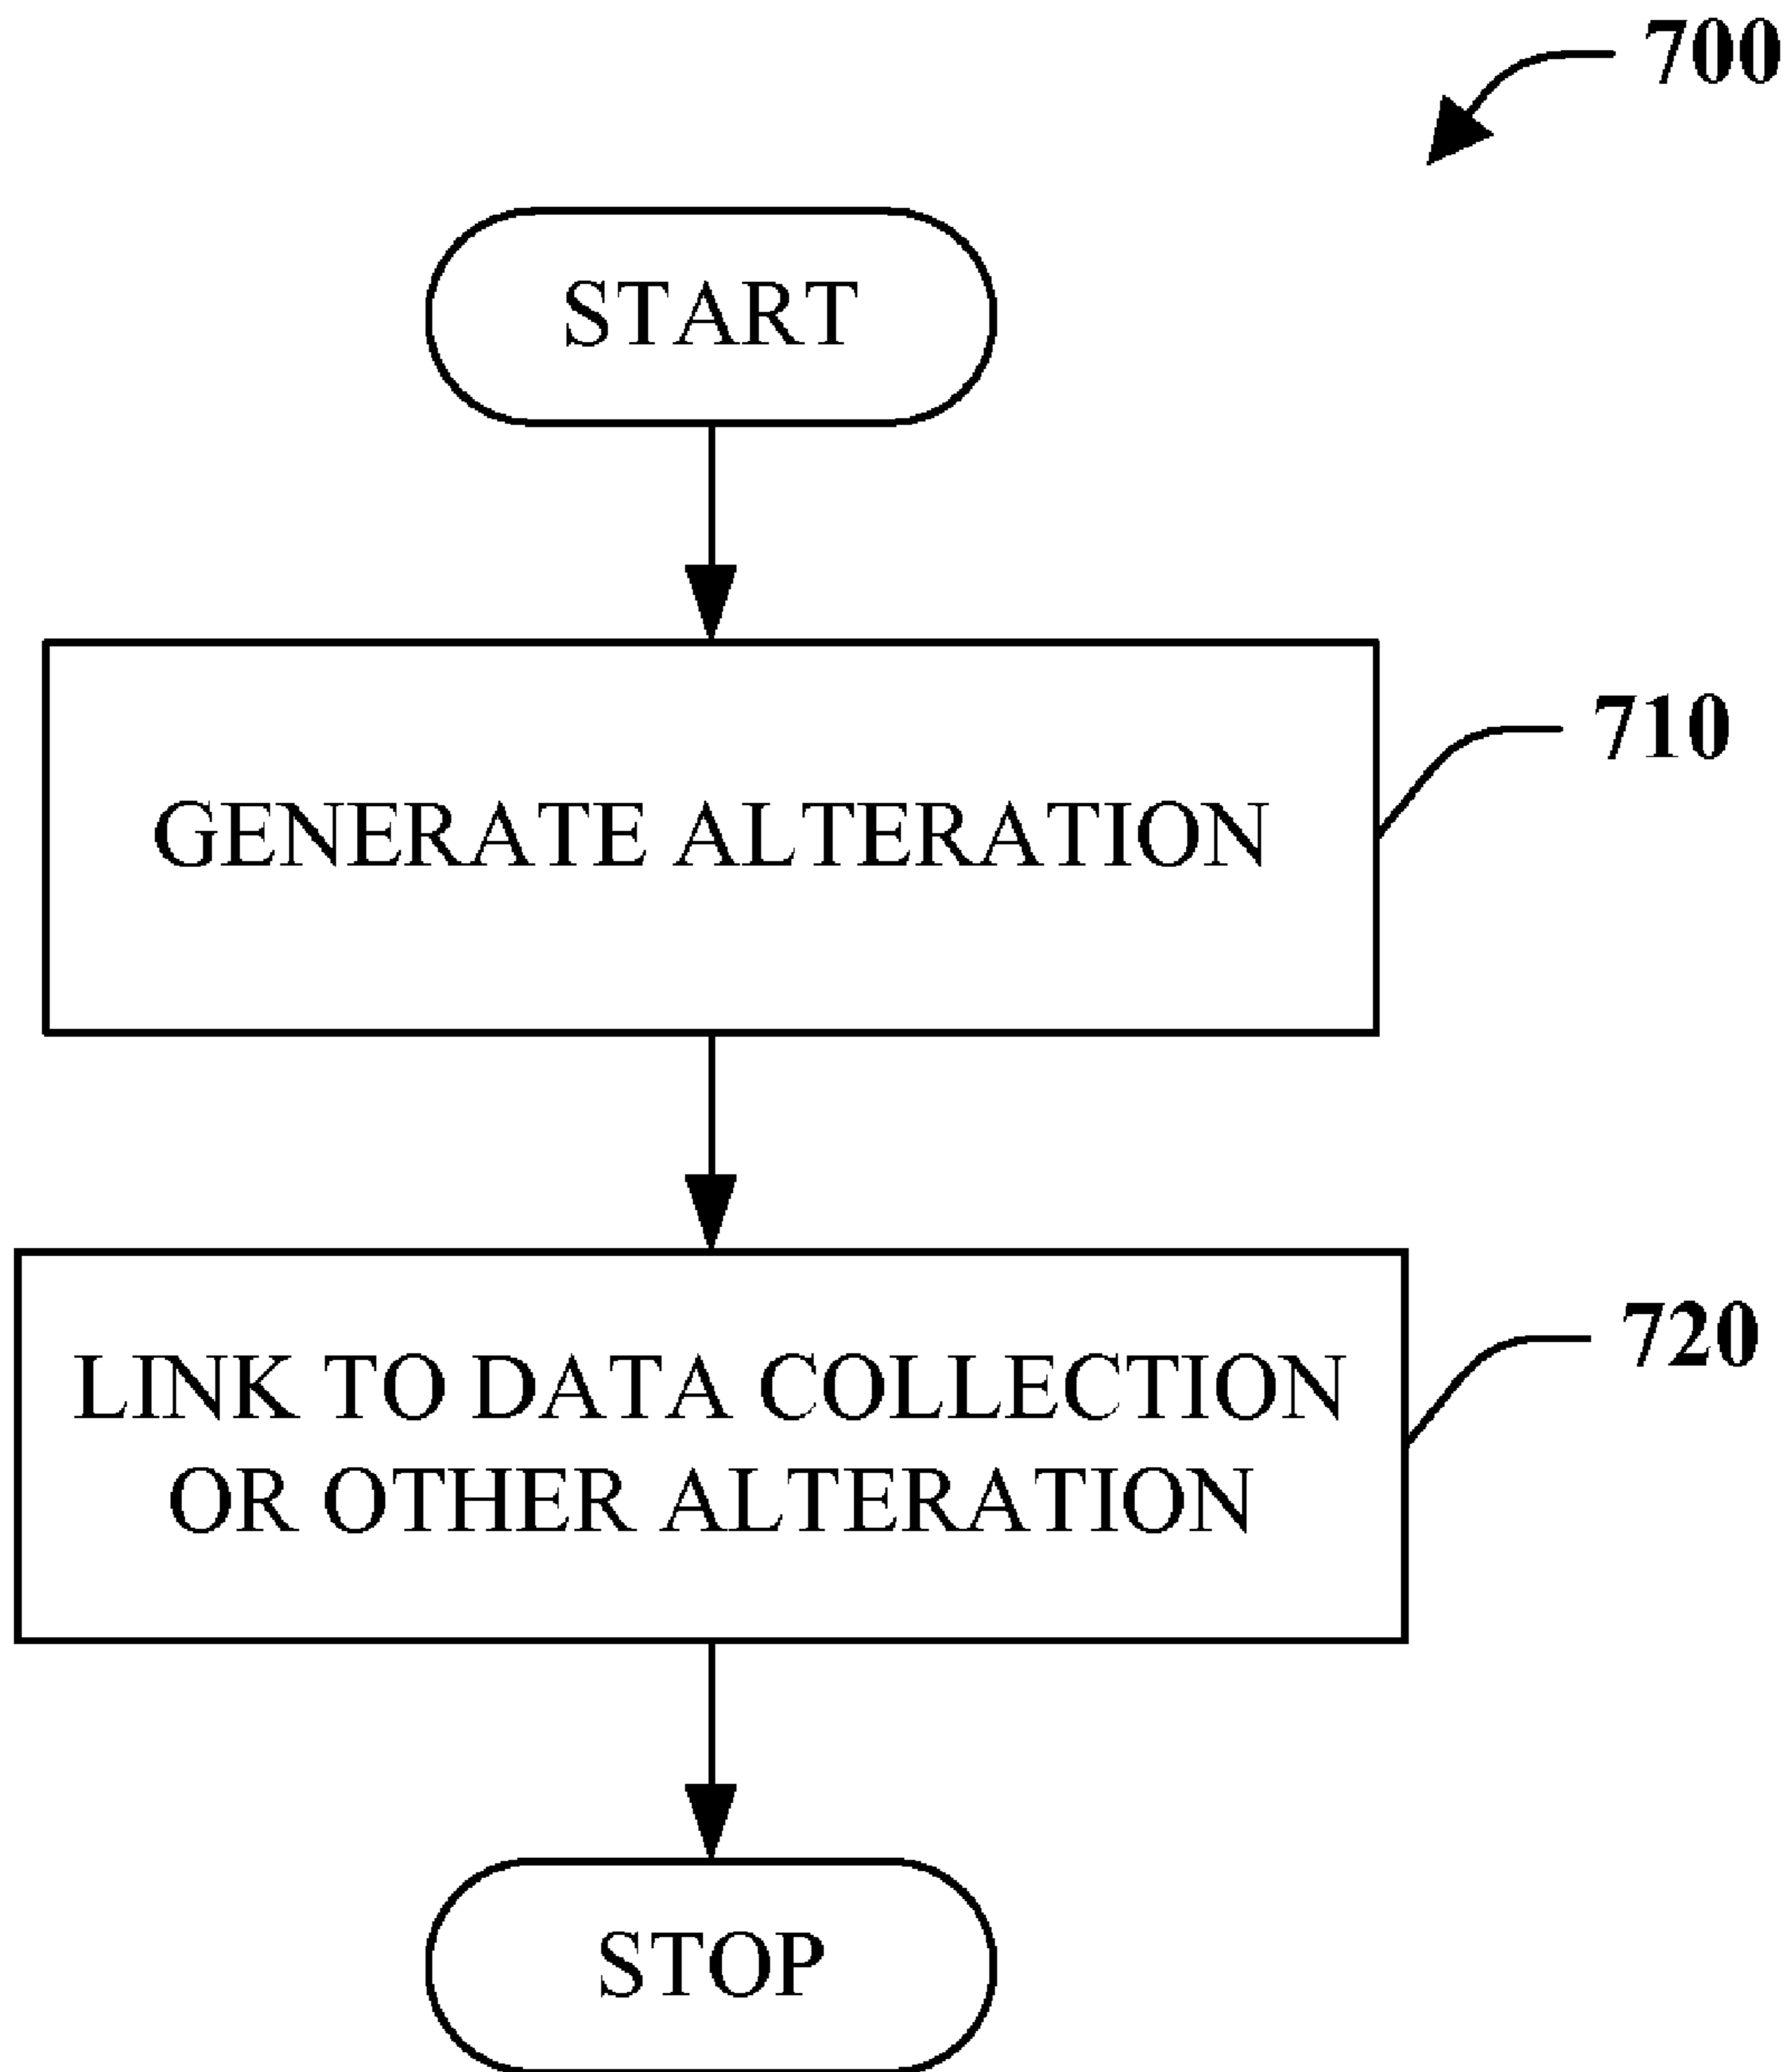 700
START
710
GENERATE ALTERATION
720
LINK TO DATA COLLECTION
OR OTHER ALTERATION
STOP